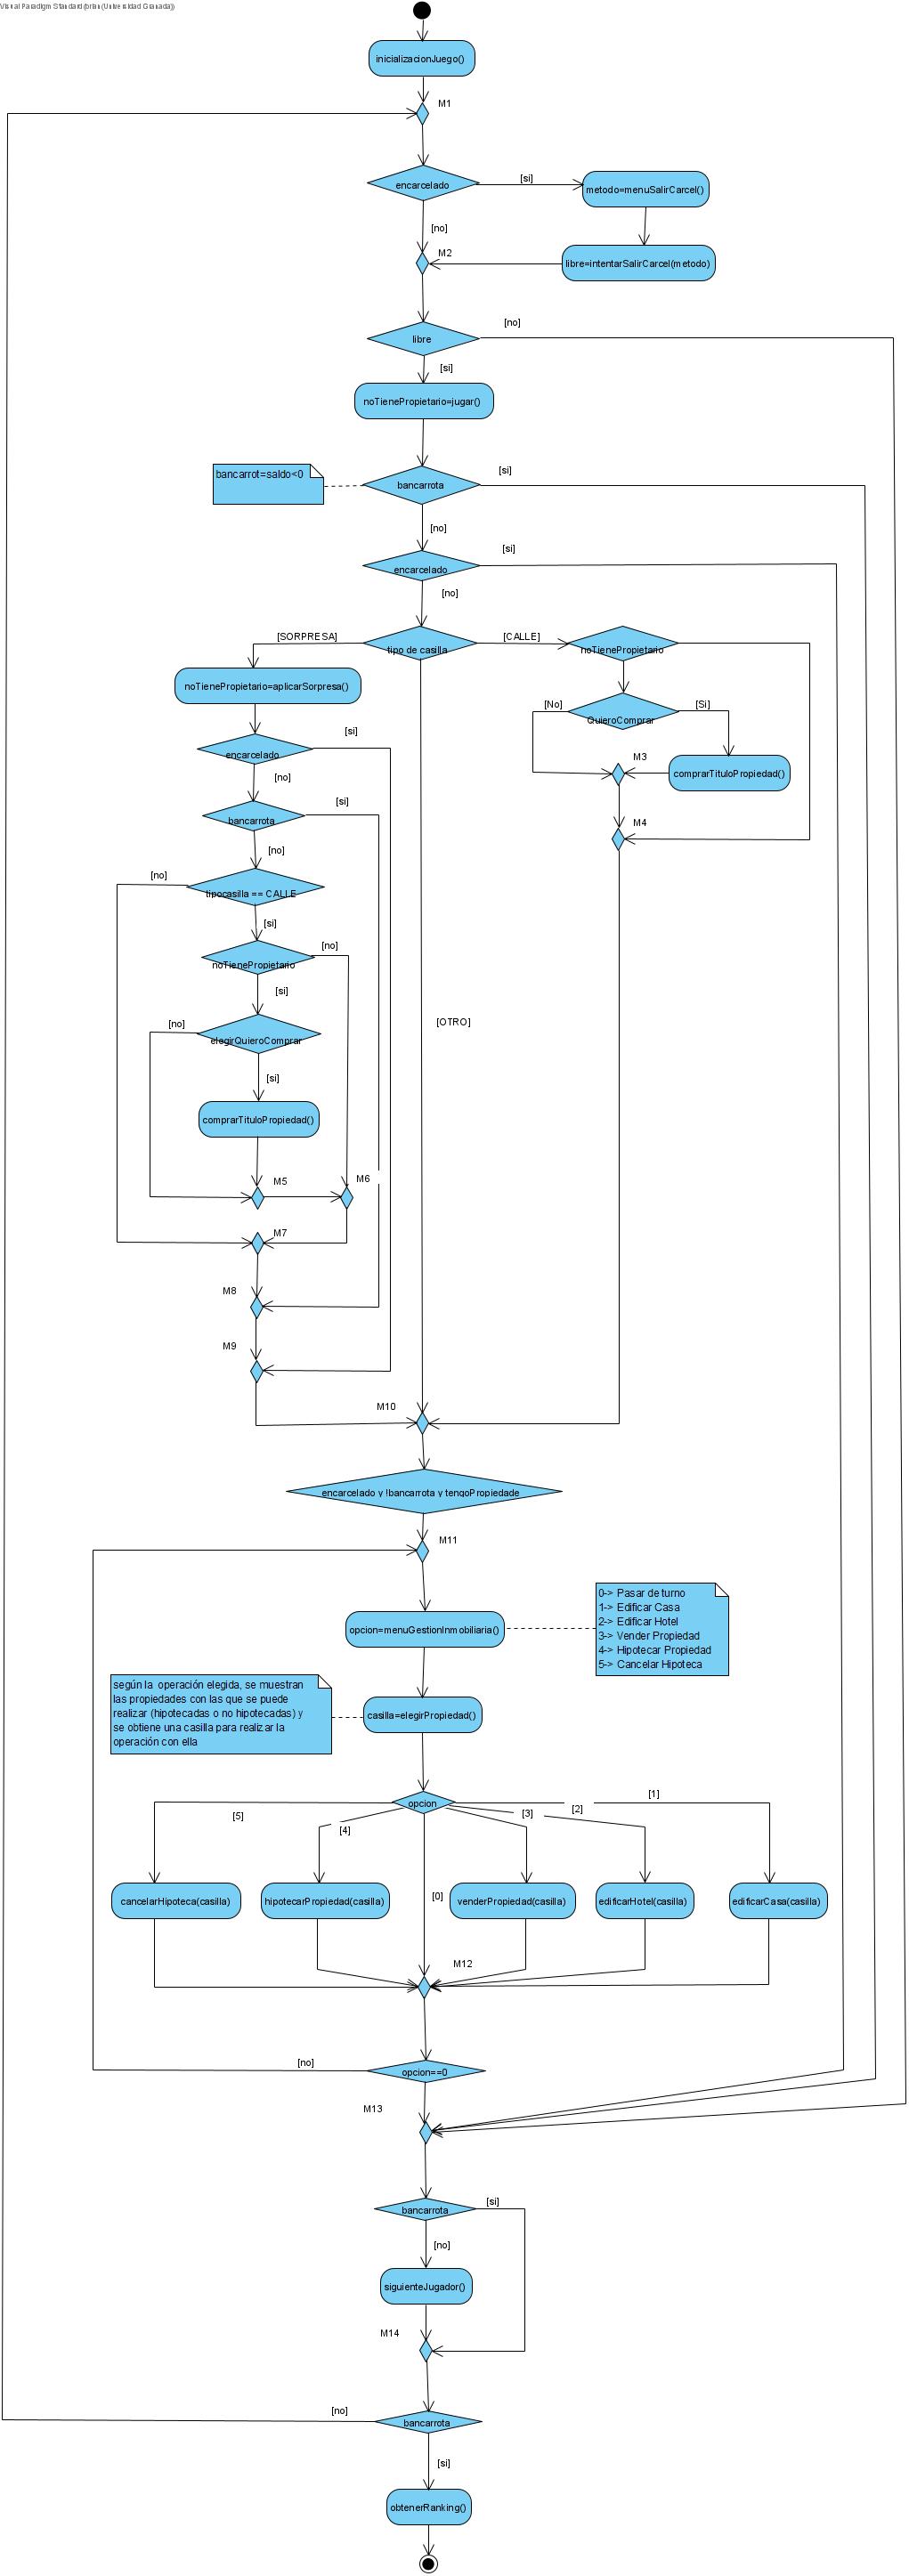 Visual Paradigm Standard(brian(Universidad Granada))
inicializacionJuego()
M1
encarcelado
[si]
metodo=menuSalirCarcel()
[no]
M2
libre=intentarSalirCarcel(metodo)
libre
[no]
[si]
noTienePropietario=jugar()
bancarrot=saldo<0
bancarrota
[si]
[no]
encarcelado
[si]
[no]
[SORPRESA]
tipo de casilla
[CALLE]
noTienePropietario
noTienePropietario=aplicarSorpresa()
[No]
QuieroComprar
[Si]
encarcelado
[si]
[no]
M3
comprarTituloPropiedad()
bancarrota
[si]
M4
[no]
[no]
tipocasilla == CALLE
[si]
noTienePropietario
[no]
[si]
[no]
elegirQuieroComprar
[OTRO]
[si]
comprarTituloPropiedad()
M5
M6
M7
M8
M9
M10
encarcelado y !bancarrota y tengoPropiedade
M11
opcion=menuGestionInmobiliaria()
0-> Pasar de turno
1-> Edificar Casa
2-> Edificar Hotel
3-> Vender Propiedad
4-> Hipotecar Propiedad
5-> Cancelar Hipoteca
según la operación elegida, se muestran
las propiedades con las que se puede
realizar (hipotecadas o no hipotecadas) y
se obtiene una casilla para realizar la
operación con ella
casilla=elegirPropiedad()
opcion
[5]
[4]
[3]
[2]
[1]
cancelarHipoteca(casilla)
hipotecarPropiedad(casilla)
[0]
venderPropiedad(casilla)
edificarHotel(casilla)
edificarCasa(casilla)
M12
[no]
opcion==0
M13
bancarrota
[si]
[no]
siguienteJugador()
M14
[no]
bancarrota
[si]
obtenerRanking()